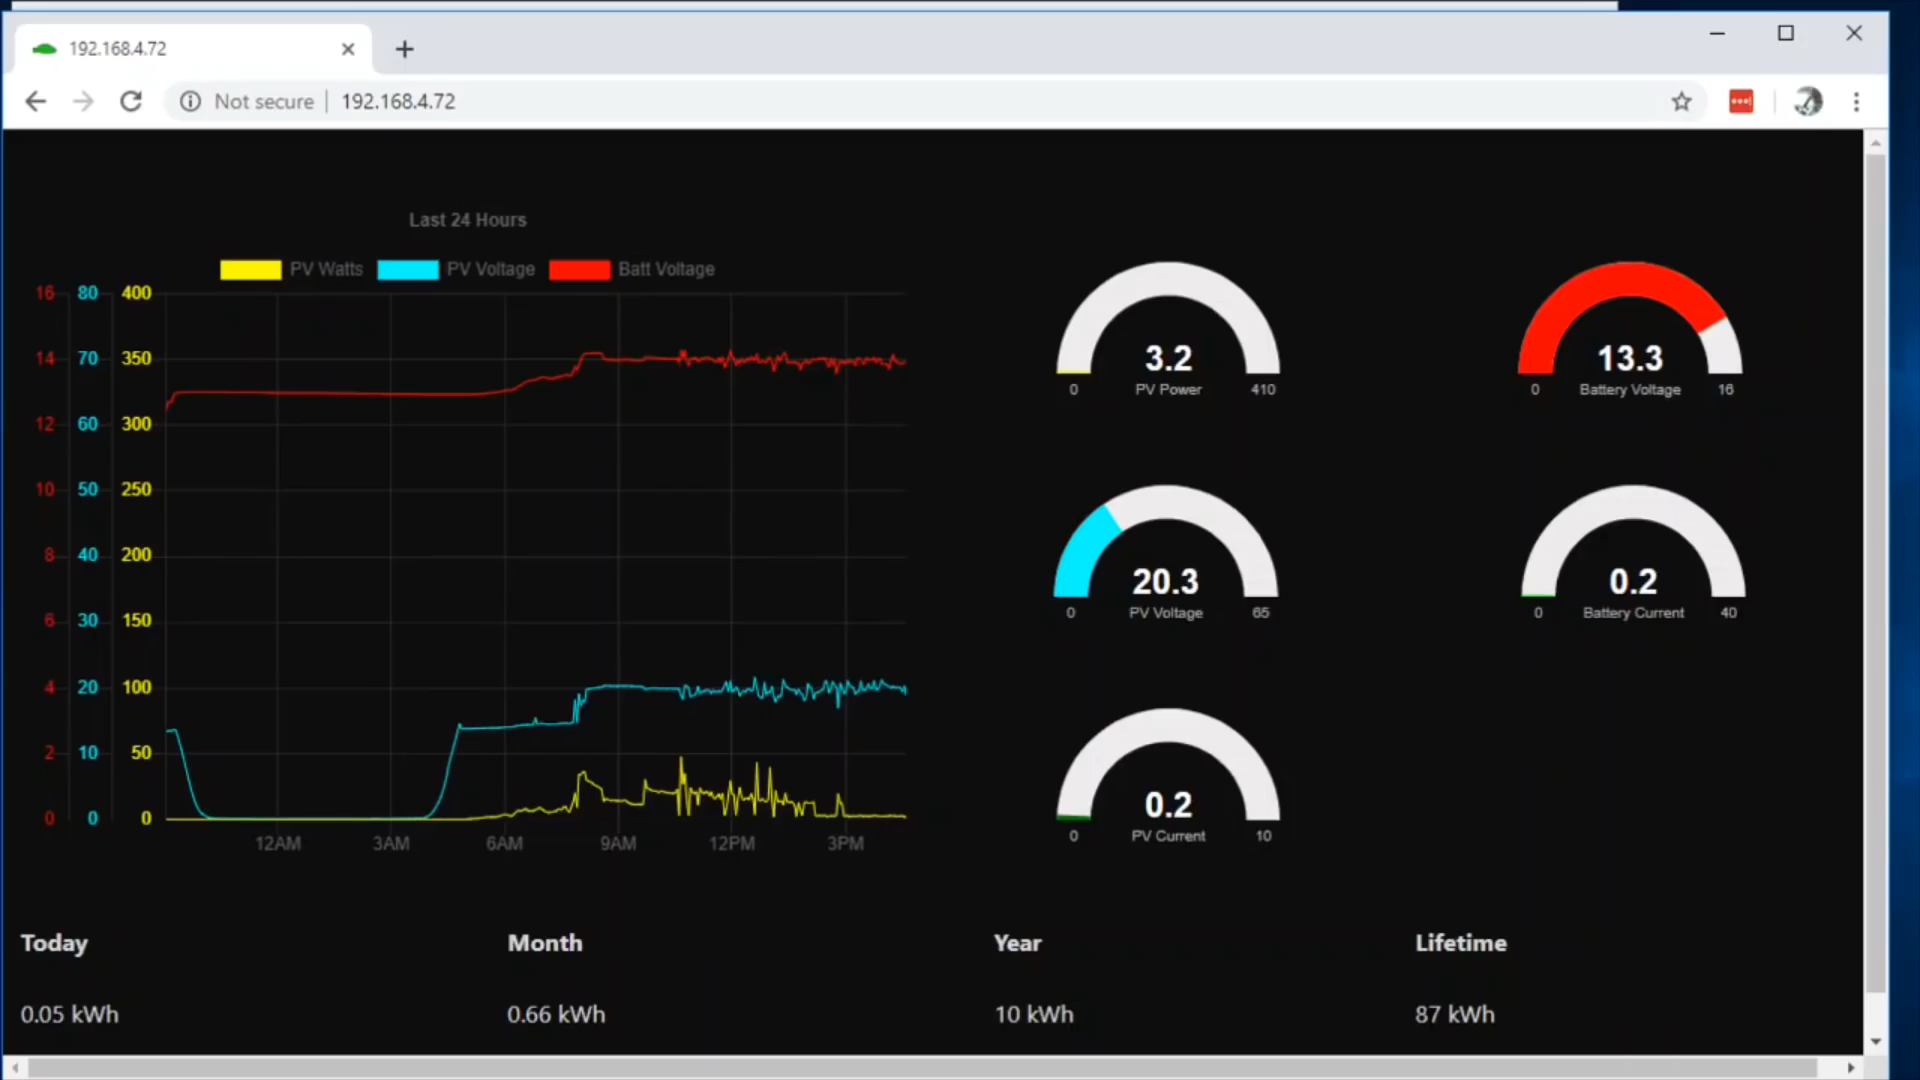 192.168.4.72
Not secure | 192.168.4.72
Last 24 Hours
PV Watts PV Voltage Batt Voltage
16 80 400
14 70 350
12 60 300
10 50 250
8 40 200
6 30 150
4 20 100
2 10 50
0 0 0
12AM 3AM 6AM 9AM 12PM 3PM
3.2
0 PV Power 410
13.3
0 Battery Voltage 16
20.3
0 PV Voltage 65
0.2
0 Battery Current 40
0.2
0 PV Current 10
Today Month Year Lifetime
0.05 kWh 0.66 kWh 10 kWh 87 kWh